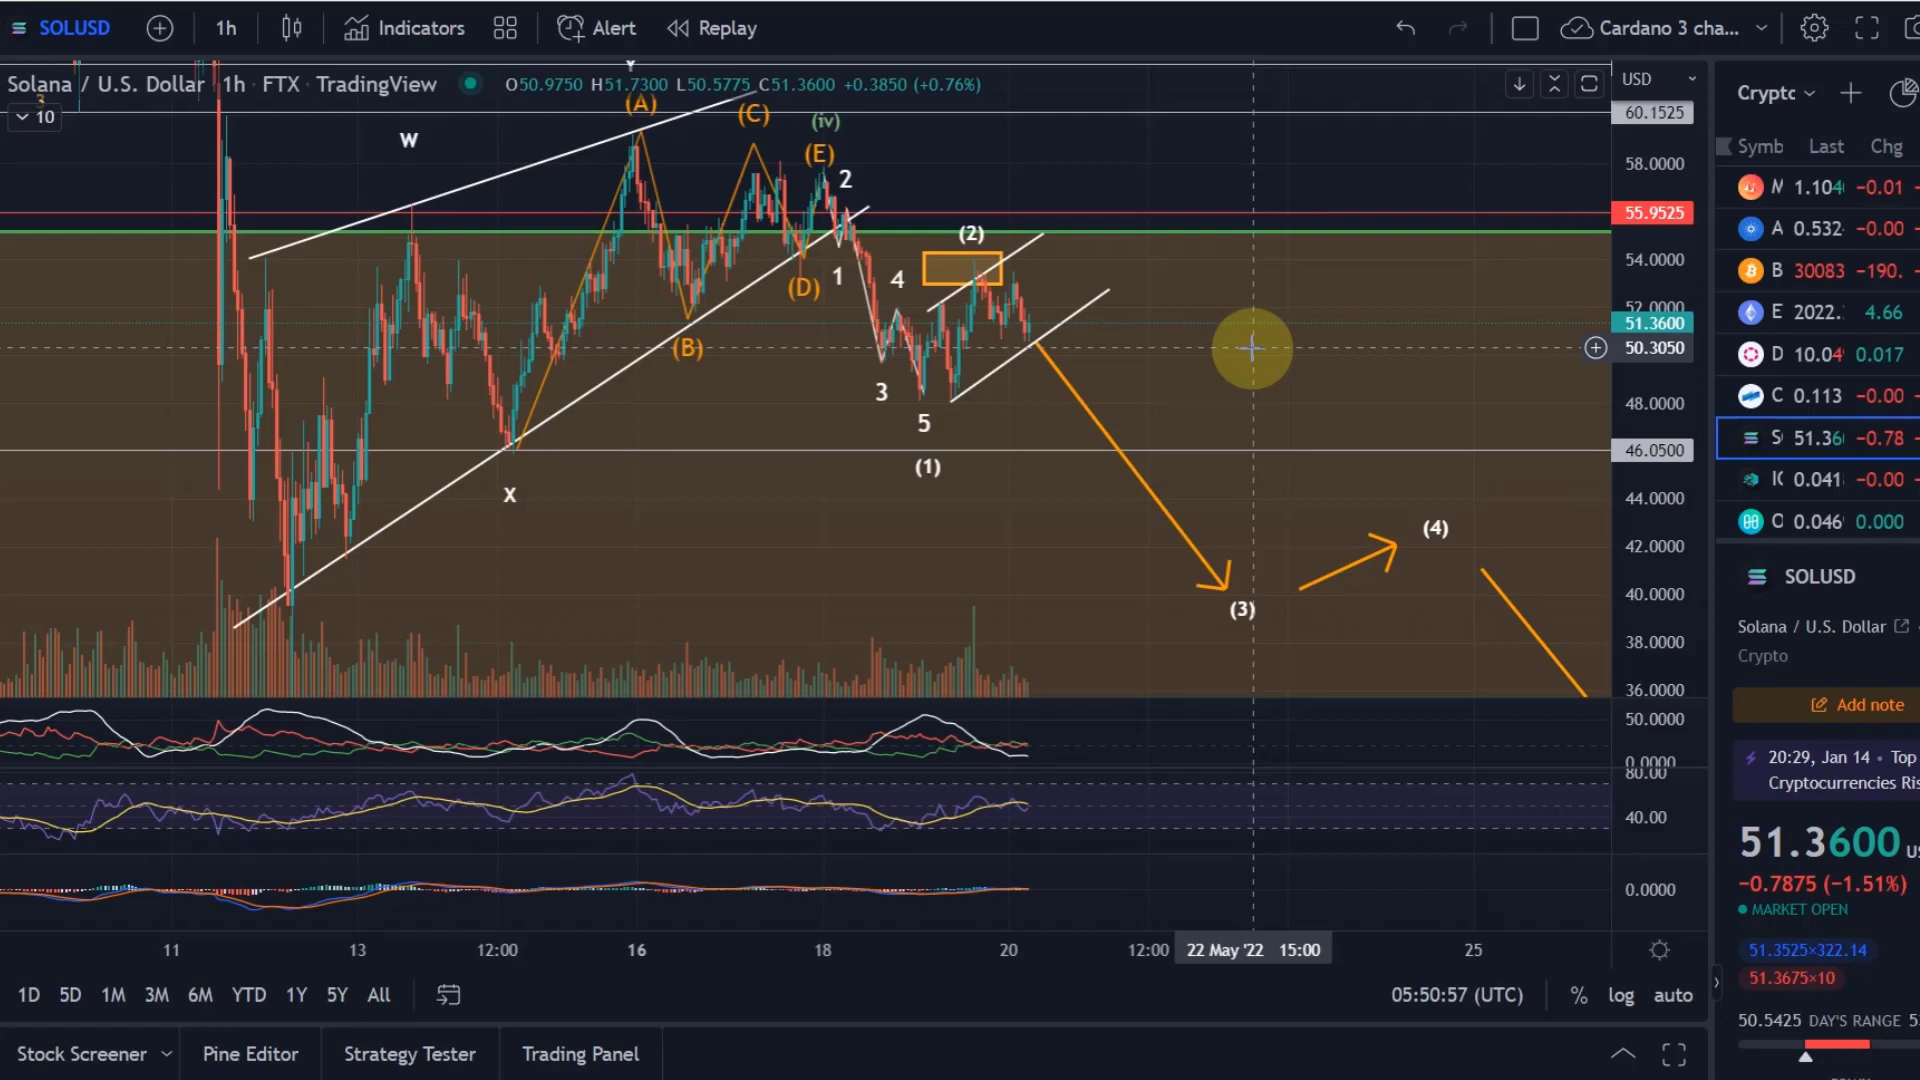 SOLUSD 1h Indicators Alert Replay Cardano 3 cha...
Solana / U.S. Dollar 1h FTX TradingView O50.9750 H51.7300 L50.5775 C51.3600 +0.3850 (+0.76%)
10
USD
60.1525
58.0000
55.9525
54.0000
52.0000
51.3600
50.3050
48.0000
46.0500
44.0000
42.0000
40.0000
38.0000
36.0000
50.0000
0.0000
80.00
40.00
0.0000
W
Y
(A)
(C)
(iv)
(E)
2
(2)
(D)
1
4
(B)
3
5
(1)
X
(4)
(3)
11 13 12:00 16 18 20 12:00 22 May '22 15:00 25
1D 5D 1M 3M 6M YTD 1Y 5Y All 05:50:57 (UTC) % log auto
Stock Screener Pine Editor Strategy Tester Trading Panel
Crypto
Symb Last Chg
M 1.104 -0.01
A 0.532 -0.00
B 30083 -190.
E 2022. 4.66
D 10.04 0.017
C 0.113 -0.00
S 51.36 -0.78
IC 0.041 -0.00
O 0.046 0.000
SOLUSD
Solana / U.S. Dollar
Crypto
Add note
20:29, Jan 14 • Top
Cryptocurrencies Ris
51.3600 US
−0.7875 (−1.51%)
MARKET OPEN
51.3525×322.14
51.3675×10
50.5425 DAY'S RANGE 53